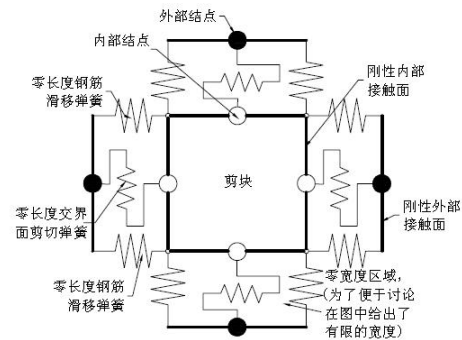 外部结点
内部结点
零长度钢筋
滑移弹簧
刚性内部
接触面
剪块
零长度交界
面剪切弹簧
刚性外部
接触面
零长度钢筋
滑移弹簧
零宽度区域,
(为了便于讨论
在图中给出了
有限的宽度)